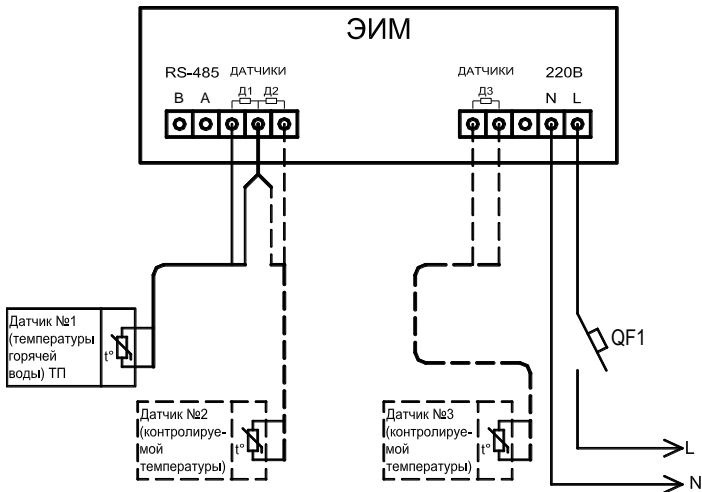 ЭИМ
RS-485 ДАТЧИКИ
Д1 Д2
B A
ДАТЧИКИ 220В
Д3
N L
Датчик №1
(температуры
горячей
воды) ТП
t°
Датчик №2
(контролируе-
мой
температуры)
t°
Датчик №3
(контролируе-
мой
температуры)
t°
QF1
L
N